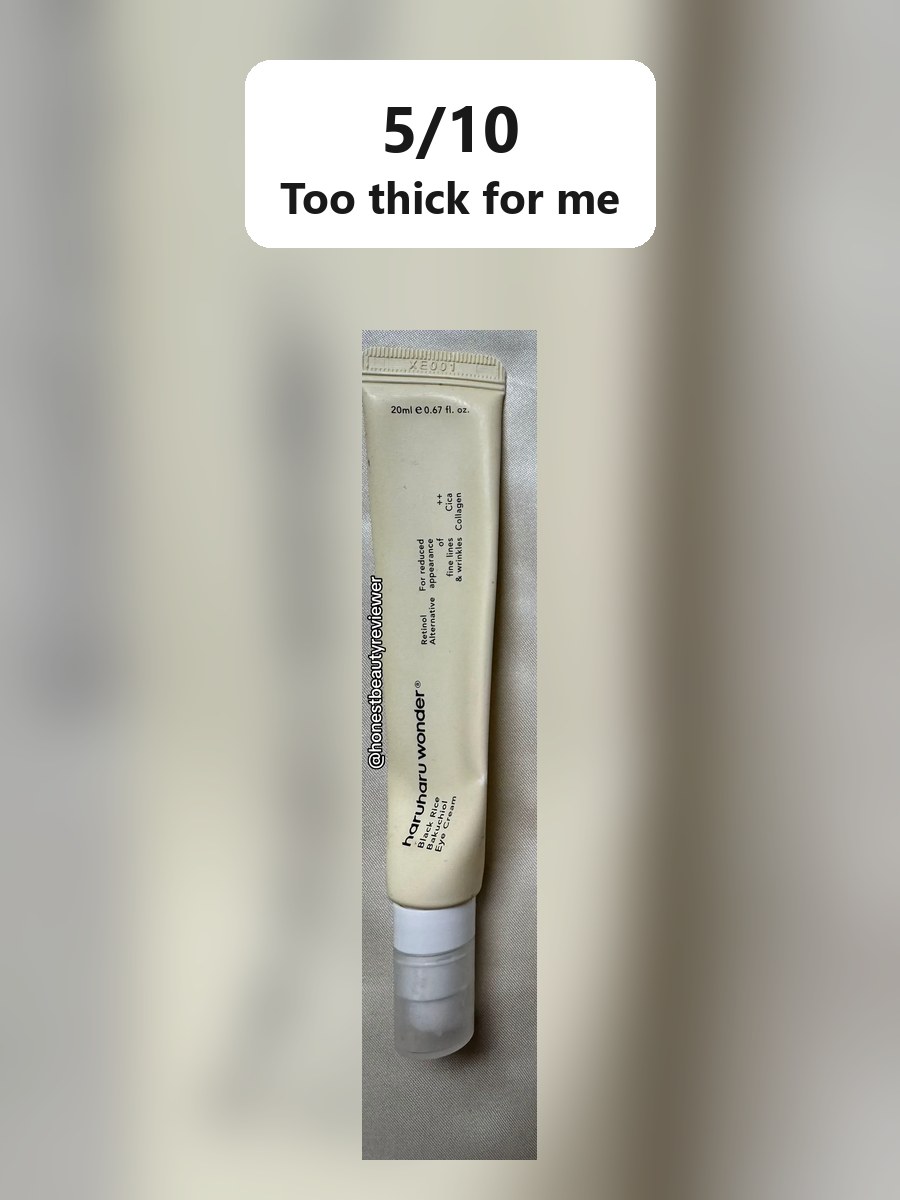 5/10
Too thick for me
XE001
20ml e 0.67 fl. oz.
++
Cica
Collagen
For reduced
appearance
of
fine lines
& wrinkles
Retinol
Alternative
@honestbeautyreviewer
haruharu wonder®
Black Rice
Bakuchiol
Eye Cream